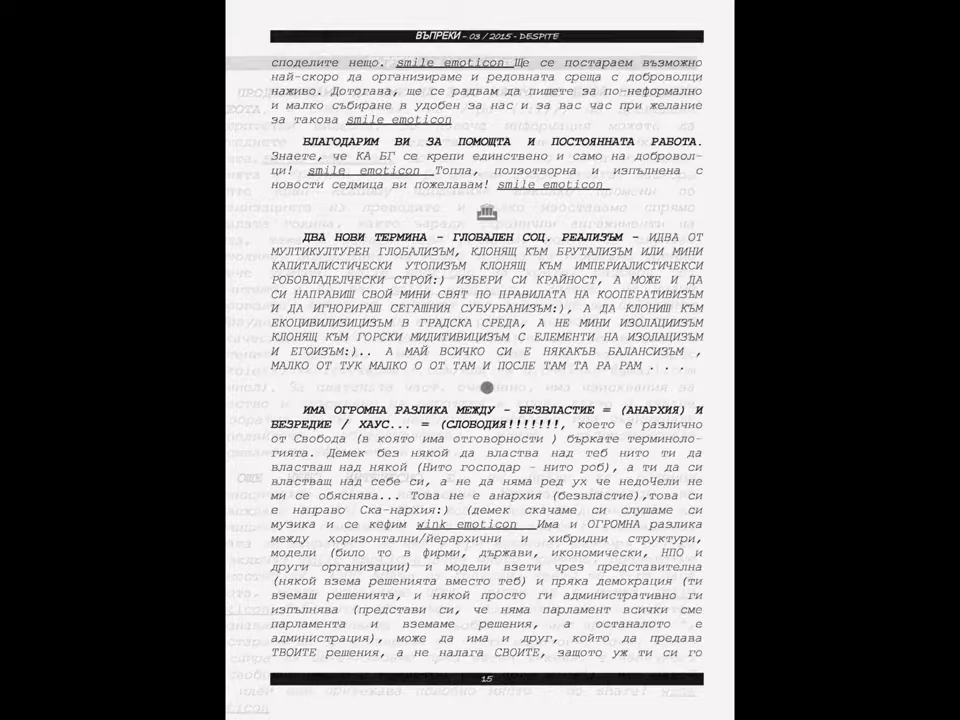 ВЪПРЕКИ - 03 / 2015 - DESPITE
споделите нещо. smile emoticon Ще се постараем възможно
най-скоро да организираме и редовната среща с доброволци
наживо. Дотогава, ще се радвам да пишете за по-неформално
и малко събиране в удобен за нас и за вас час при желание
за такова smile emoticon
БЛАГОДАРИМ ВИ ЗА ПОМОЩТА И ПОСТОЯННАТА РАБОТА.
Знаете, че КА БГ се крепи единствено и само на добровол-
ци! smile emoticon Топла, ползотворна и изпълнена с
новости седмица ви пожелавам! smile emoticon
ДВА НОВИ ТЕРМИНА - ГЛОВАЛЕН СОЦ. РЕАЛИЗЪМ - ИДВА ОТ
МУЛТИКУЛТУРЕН ГЛОБАЛИЗЪМ, КЛОНЯЩ КЪМ БРУТАЛИЗЪМ ИЛИ МИНИ
КАПИТАЛИСТИЧЕСКИ УТОПИЗЪМ КЛОНЯЩ КЪМ ИМПЕРИАЛИСТИЧЕКСИ
РОБОВЛАДЕЛЧЕСКИ СТРОЙ:) ИЗБЕРИ СИ КРАЙНОСТ, А МОЖЕ И ДА
СИ НАПРАВИШ СВОЙ МИНИ СВЯТ ПО ПРАВИЛАТА НА КООПЕРАТИВИЗЪМ
И ДА ИГНОРИРАШ СЕГАШНИЯ СУБУРБАНИЗЪМ:), А ДА КЛОНИШ КЪМ
ЕКОЦИВИЛИЗИЦИЗЪМ В ГРАДСКА СРЕДА, А НЕ МИНИ ИЗОЛАЦИИЗЪМ
КЛОНЯЩ КЪМ ГОРСКИ МИДИТИВИЦИЗЪМ С ЕЛЕМЕНТИ НА ИЗОЛАЦИЗЪМ
И ЕГОИЗЪМ:).. А МАЙ ВСИЧКО СИ Е НЯКАКЪВ БАЛАНСИЗЪМ ,
МАЛКО ОТ ТУК МАЛКО О ОТ ТАМ И ПОСЛЕ ТАМ ТА РА РАМ . . .
ИМА ОГРОМНА РАЗЛИКА МЕЖДУ - БЕЗВЛАСТИЕ = (АНАРХИЯ) И
БЕЗРЕДИЕ / ХАУС... = (СЛОВОДИЯ!!!!!!!, което е различно
от Свобода (в която има отговорности ) бъркате терминоло-
гията. Демек без някой да властва над теб нито ти да
властваш над някой (Нито господар - нито роб), а ти да си
властващ над себе си, а не да няма ред ух че недоЧели не
ми се обяснява... Това не е анархия (безвластие),това си
е направо Ска-нархия:) (демек скачаме си слушаме си
музика и се кефим wink emoticon Има и ОГРОМНА разлика
между хоризонтални/йерархични и хибридни структури,
модели (било то в фирми, държави, икономически, НПО и
други организации) и модели взети чрез представителна
(някой взема решенията вместо теб) и пряка демокрация (ти
вземаш решенията, и някой просто ги административно ги
изпълнява (представи си, че няма парламент всички сме
парламента и вземаме решения, а останалото е
администрация), може да има и друг, който да предава
ТВОИТЕ решения, а не налага СВОИТЕ, защото уж ти си го
15